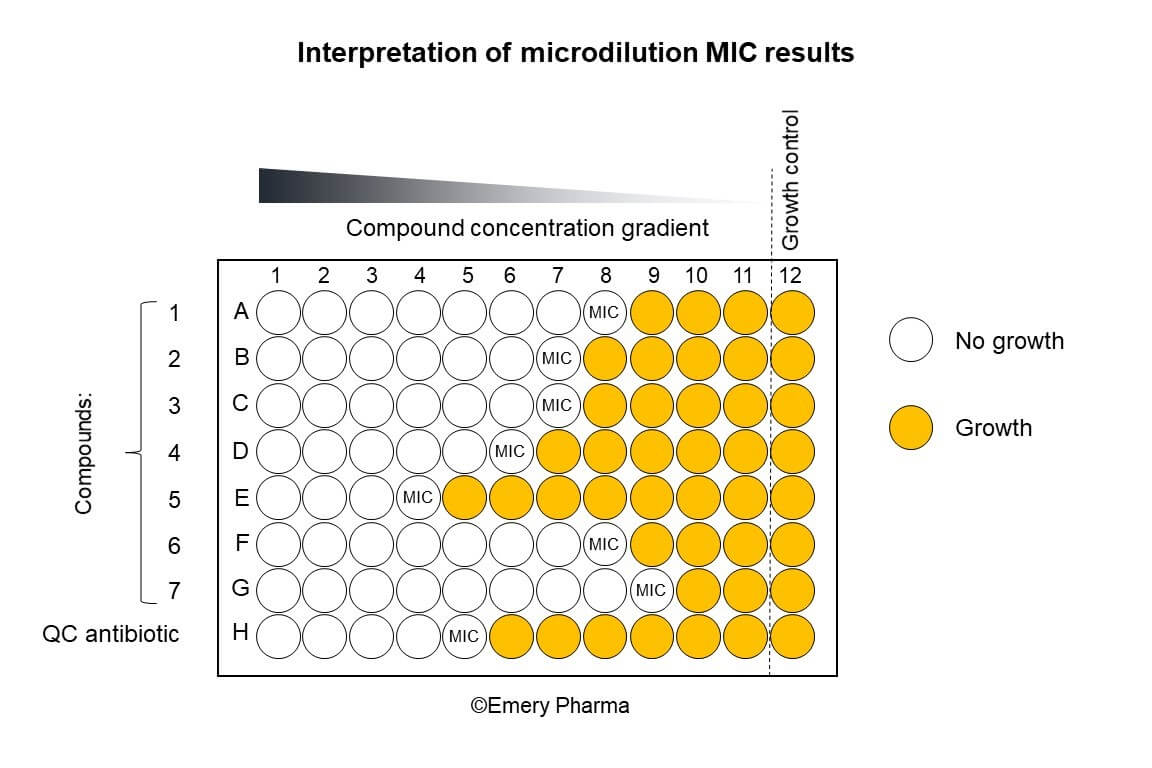 Interpretation of microdilution MIC results
Growth control
Compound concentration gradient
1 2 3 4 5 6 7 8 9 10 11 12
Compounds:
1 A MIC
2 B MIC
3 C MIC
4 D MIC
5 E MIC
6 F MIC
7 G MIC
QC antibiotic H MIC
No growth
Growth
©Emery Pharma